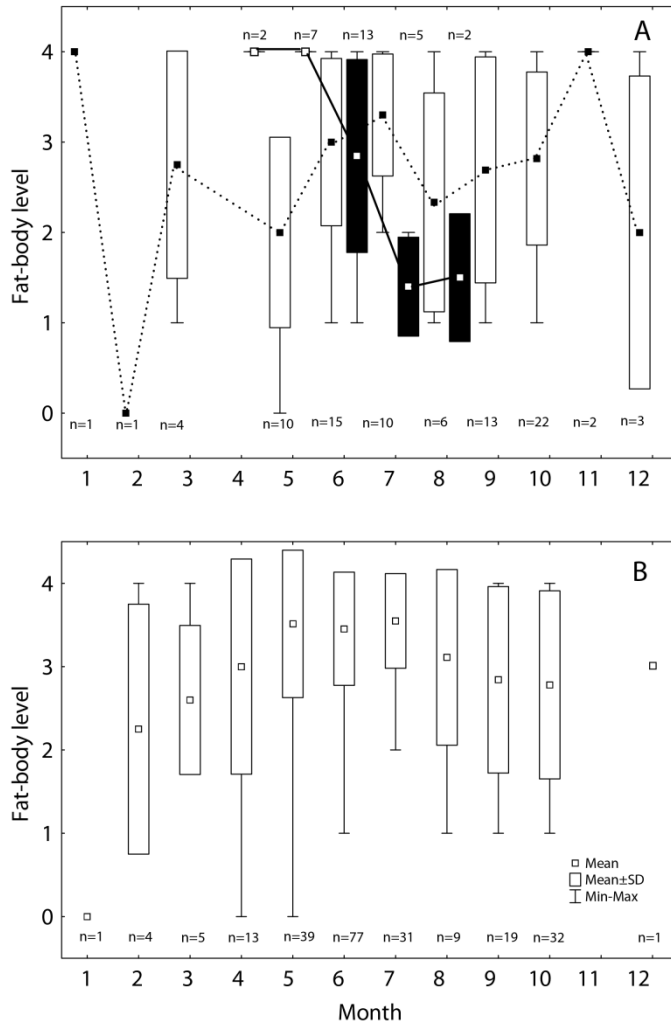 n=2 n=7 n=13 n=5 n=2
A
4
3
2
1
0
Fat-body level
n=1 n=1 n=4 n=10 n=15 n=10 n=6 n=13 n=22 n=2 n=3
1 2 3 4 5 6 7 8 9 10 11 12
B
4
3
2
1
0
Fat-body level
Mean
Mean±SD
Min-Max
n=1 n=4 n=5 n=13 n=39 n=77 n=31 n=9 n=19 n=32 n=1
1 2 3 4 5 6 7 8 9 10 11 12
Month